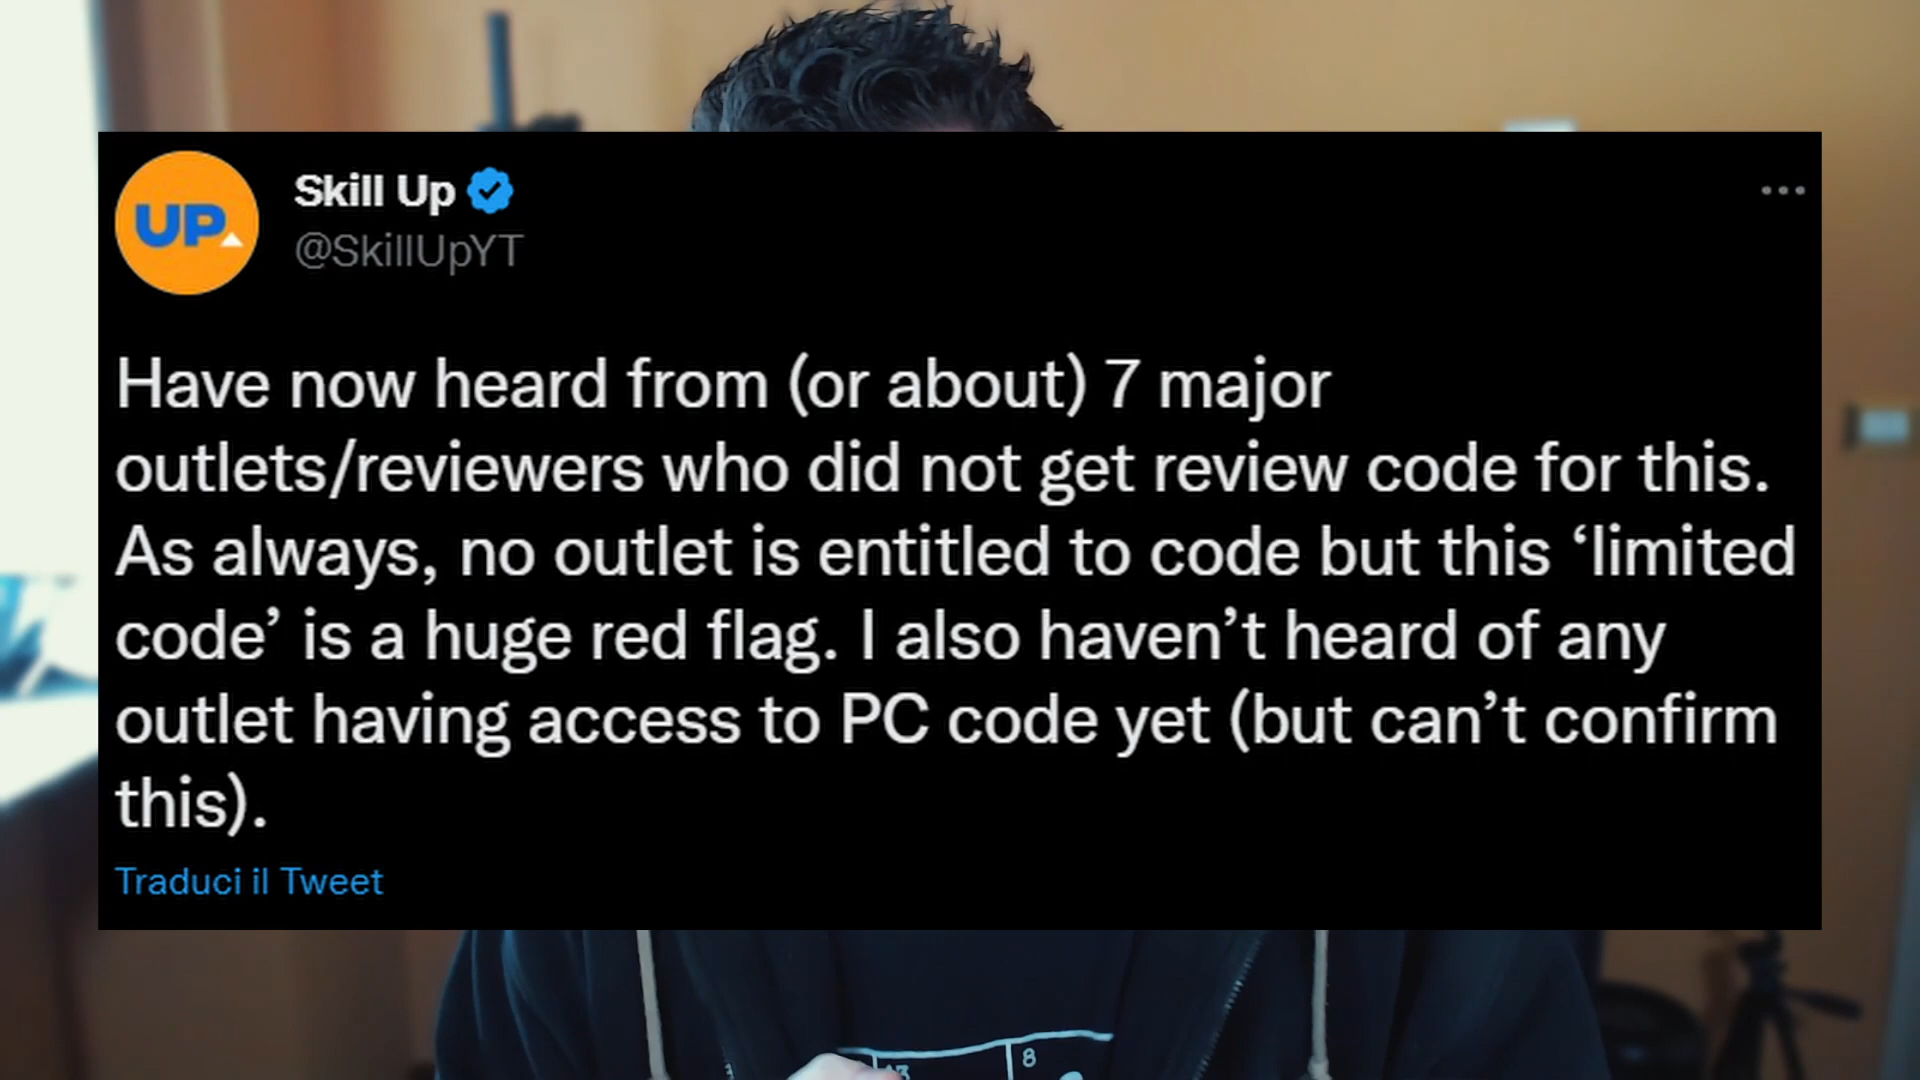 UP
Skill Up
@SkillUpYT
Have now heard from (or about) 7 major
outlets/reviewers who did not get review code for this.
As always, no outlet is entitled to code but this ‘limited
code’ is a huge red flag. I also haven’t heard of any
outlet having access to PC code yet (but can’t confirm
this).
Traduci il Tweet
8